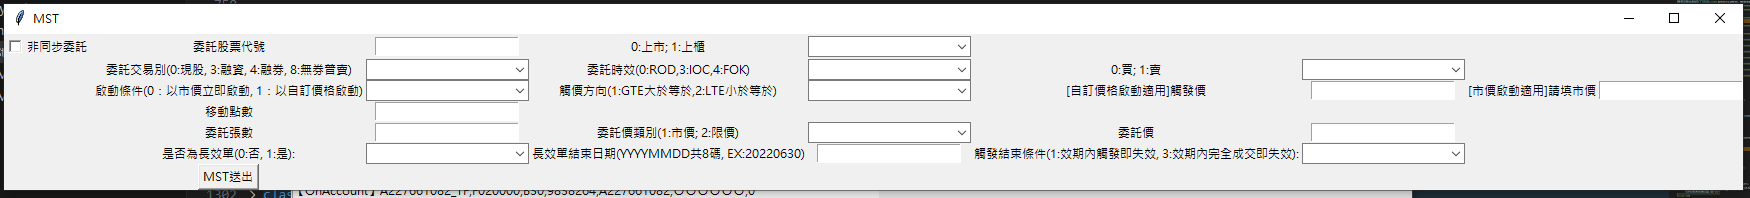 MST
非同步委託 委託股票代號 0:上市; 1:上櫃
委託交易別(0:現股, 3:融資, 4:融券, 8:無券普賣) 委託時效(0:ROD,3:IOC,4:FOK) 0:買; 1:賣
啟動條件(0：以市價立即啟動, 1：以自訂價格啟動) 觸價方向(1:GTE大於等於,2:LTE小於等於) [自訂價格啟動適用]觸發價 [市價啟動適用]請填市價
移動點數
委託張數 委託價類別(1:市價; 2:限價) 委託價
是否為長效單(0:否, 1:是): 長效單結束日期(YYYYMMDD共8碼, EX:20220630) 觸發結束條件(1:效期內觸發即失效, 3:效期內完全成交即失效):
MST送出